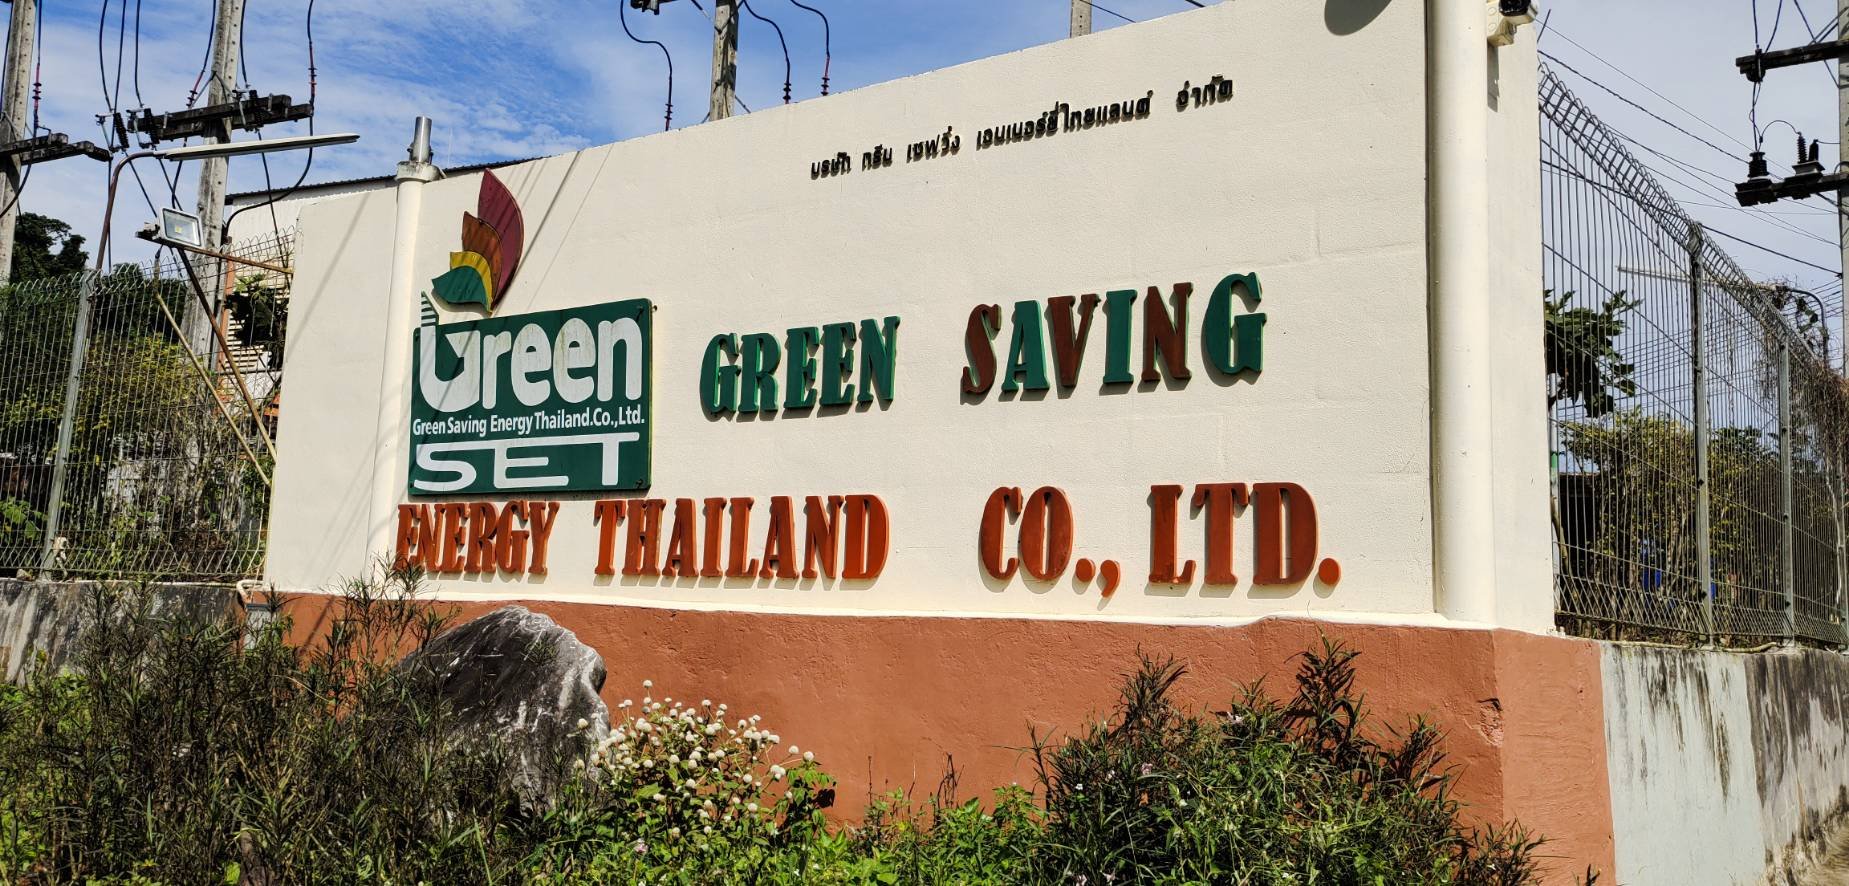 บริษัท กรีน เซฟวิ่ง เอนเนอร์ยี่ไทยแลนด์ จำกัด
Green
Green Saving Energy Thailand.Co.,Ltd.
SET
GREEN SAVING
ENERGY THAILAND CO., LTD.